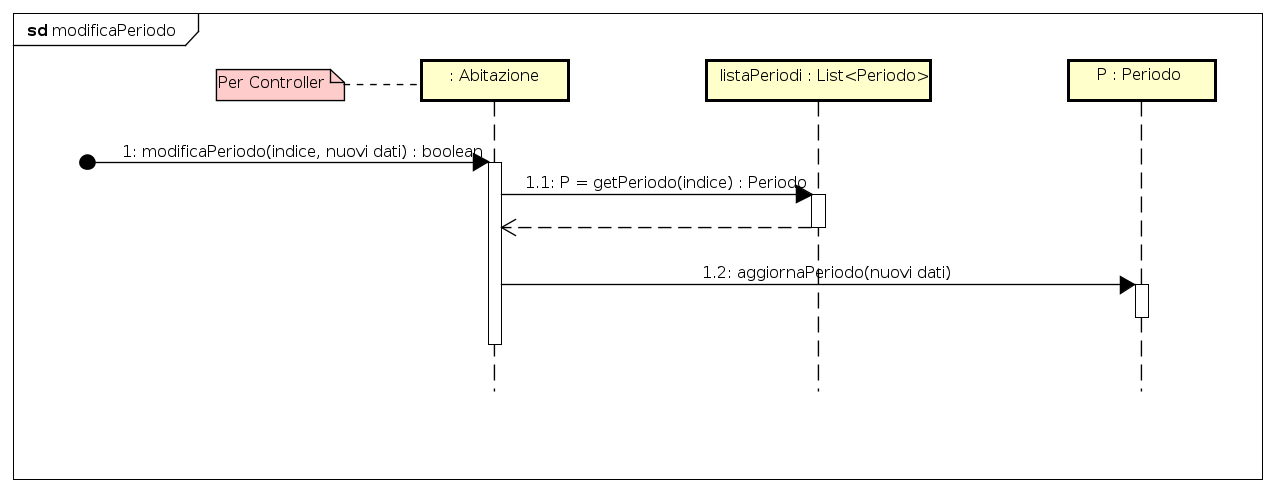 sd modificaPeriodo
Per Controller
: Abitazione
listaPeriodi : List<Periodo>
P : Periodo
1: modificaPeriodo(indice, nuovi dati) : boolean
1.1: P = getPeriodo(indice) : Periodo
1.2: aggiornaPeriodo(nuovi dati)